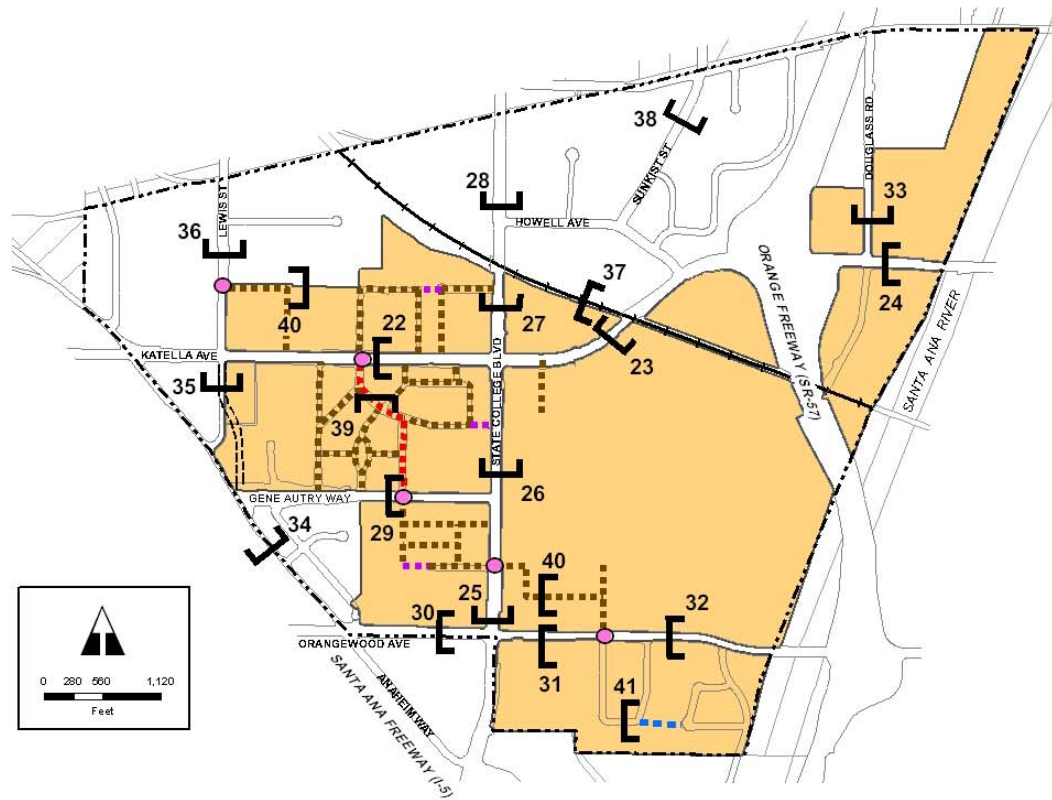 38
DOUGLASS RD
LEWIS ST
28
SUNKIST ST
33
36
HOWELL AVE
ORANGE FREEWAY (SR-57)
37
40
22
27
24
23
KATELLA AVE
SANTA ANA RIVER
35
39
STATE COLLEGE BLVD
26
GENE AUTRY WAY
29
34
40
25
30
32
ORANGEWOOD AVE
31
SANTA ANA FREEWAY (I-5)
ANAHEIM WAY
41
0 280 560 1,120
Feet